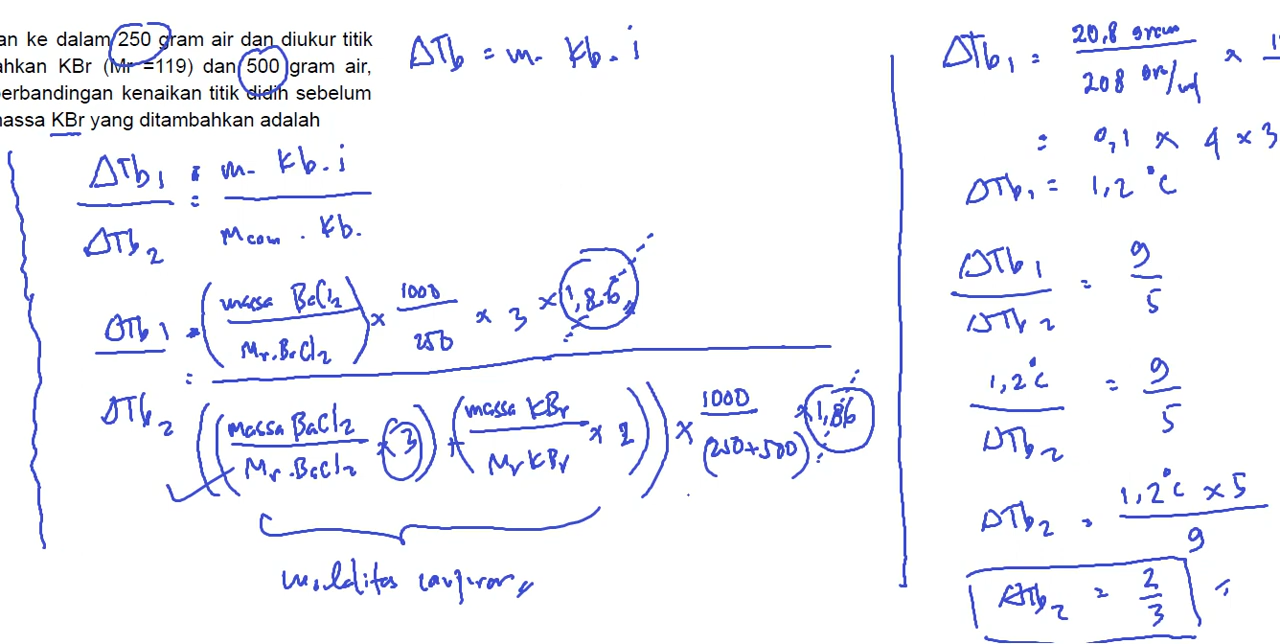 an ke dalam 250 gram air dan diukur titik
ahkan KBr (Mr =119) dan 500 gram air,
erbandingan kenaikan titik didih sebelum
nassa KBr yang ditambahkan adalah
ΔTb = m. Kb. i
ΔTb1 / ΔTb2 = m. Kb. i / Mcam . Kb.
ΔTb1 / ΔTb2 = (massa BaCl2 / Mr. BaCl2) x 1000/250 x 3 x 1,86 / ((massa BaCl2 / Mr. BaCl2 x 3) + (massa KBr / Mr KBr x 2)) x 1000/(250+500) x 1,86
molalitas campuran
ΔTb1 = 20,8 gram / 208 gr/mol x
= 0,1 x 4 x 3
ΔTb1 = 1,2 °C
ΔTb1 / ΔTb2 = 9/5
1,2°C / ΔTb2 = 9/5
ΔTb2 = 1,2°C x 5 / 9
ΔTb2 = 2/3